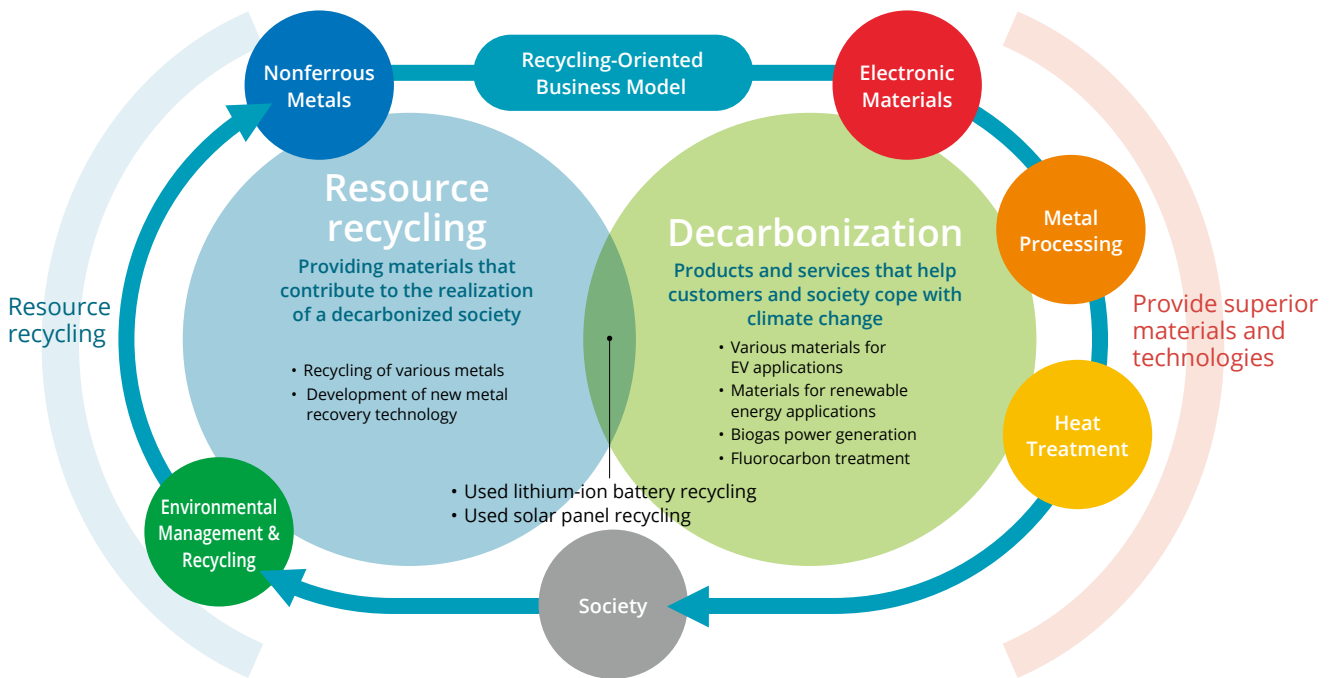 Nonferrous
Metals
Recycling-Oriented
Business Model
Electronic
Materials
Metal
Processing
Heat
Treatment
Society
Environmental
Management &
Recycling
Resource
recycling
Provide superior
materials and
technologies
Resource
recycling
Providing materials that
contribute to the realization
of a decarbonized society
• Recycling of various metals
• Development of new metal
recovery technology
Decarbonization
Products and services that help
customers and society cope with
climate change
• Various materials for
EV applications
• Materials for renewable
energy applications
• Biogas power generation
• Fluorocarbon treatment
• Used lithium-ion battery recycling
• Used solar panel recycling